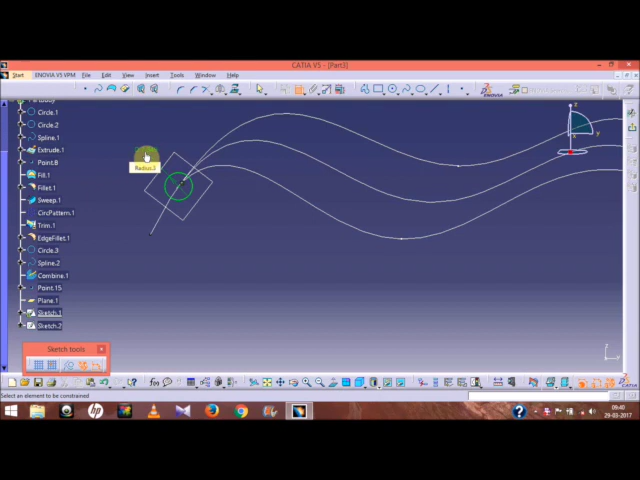 CATIA V5 - [Part3]
Start ENOVIA V5 VPM File Edit View Insert Tools Window Help
Circle.1
Circle.2
Spline.1
Extrude.1
Point.8
Fill.1
Fillet.1
Sweep.1
CircPattern.1
Trim.1
EdgeFillet.1
Circle.3
Spline.2
Combine.1
Point.15
Plane.1
Sketch.1
Sketch.2
Radius.3
z
y
Sketch tools
Select an element to be constrained
09:40
29-03-2017